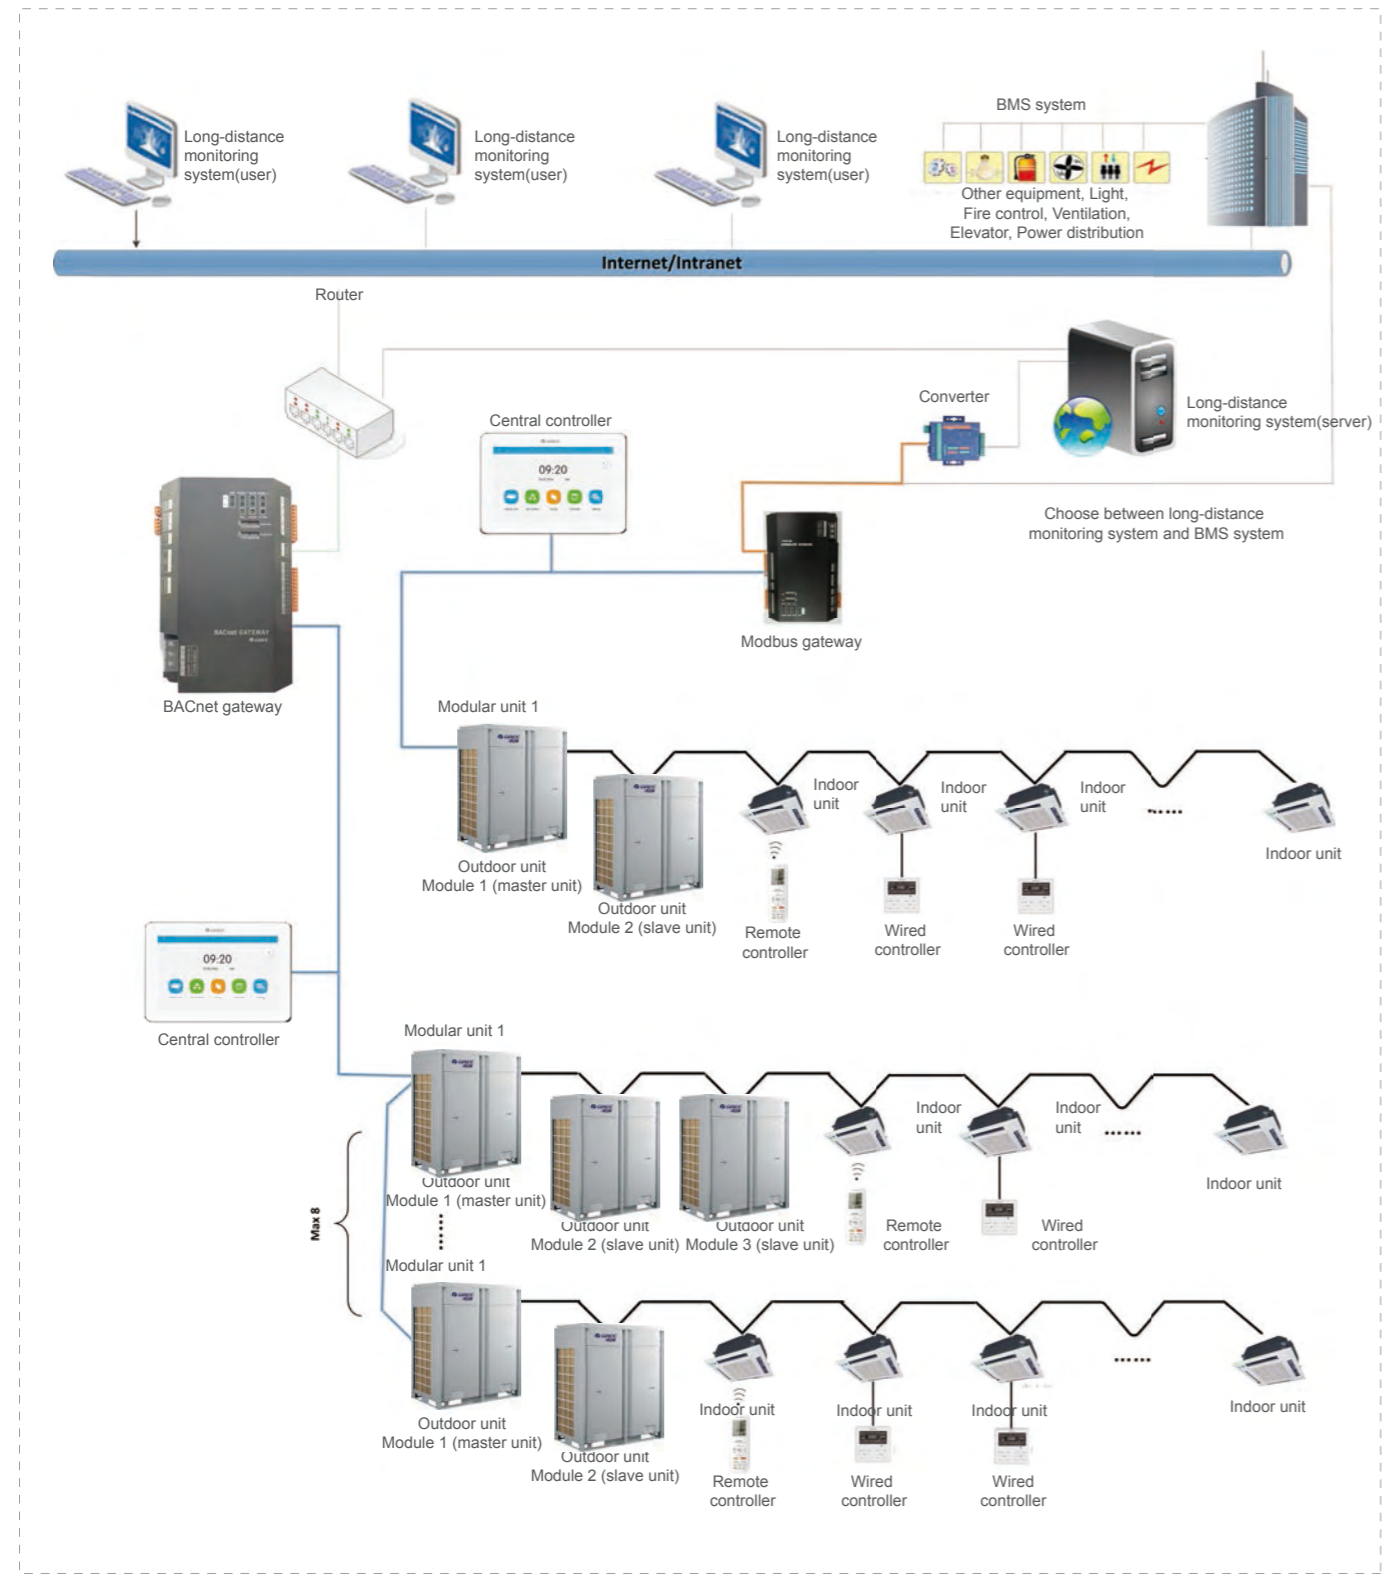 BMS system
Long-distance
monitoring
system(user)
Long-distance
monitoring
system(user)
Long-distance
monitoring
system(user)
Other equipment, Light,
Fire control, Ventilation,
Elevator, Power distribution
Internet/Intranet
Router
Converter
Long-distance
monitoring system(server)
Central controller
09:20
Choose between long-distance
monitoring system and BMS system
BACnet GATEWAY
Modbus gateway
BACnet gateway
Modular unit 1
Indoor
unit
Indoor
unit
Indoor
unit
......
Indoor unit
Outdoor unit
Module 1 (master unit)
Outdoor unit
Module 2 (slave unit)
Remote
controller
Wired
controller
Wired
controller
09:20
Central controller
Modular unit 1
Indoor
unit
Indoor
unit
......
Indoor unit
Outdoor unit
Module 1 (master unit)
Outdoor unit
Module 2 (slave unit)
Outdoor unit
Module 3 (slave unit)
Remote
controller
Wired
controller
Max 8
Modular unit 1
......
Indoor unit
Indoor unit
Indoor unit
Indoor unit
Outdoor unit
Module 1 (master unit)
Outdoor unit
Module 2 (slave unit)
Remote
controller
Wired
controller
Wired
controller